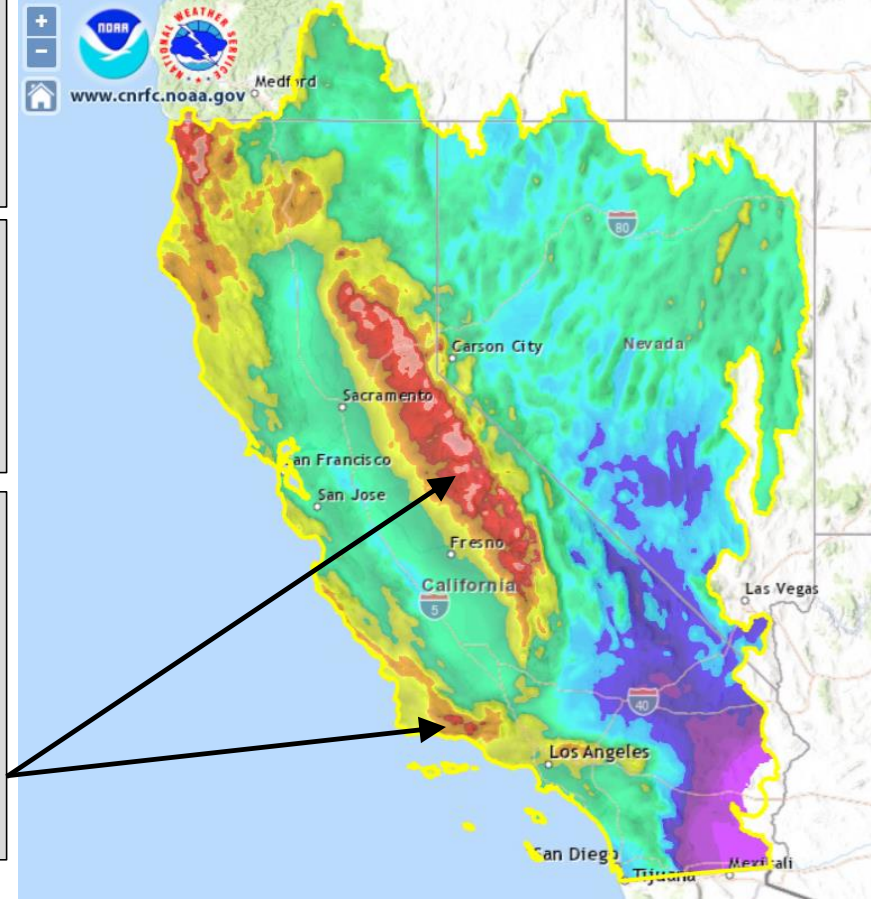 +
−
NOAA
NATIONAL WEATHER SERVICE
www.cnrfc.noaa.gov
Medford
80
Carson City
Nevada
Sacramento
an Francisco
San Jose
Fresno
California
5
Las Vegas
40
Los Angeles
San Diego
Tijuana
Mexicali